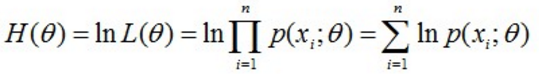 H(θ) = ln L(θ) = ln ∏_{i=1}^{n} p(x_i; θ) = ∑_{i=1}^{n} ln p(x_i; θ)